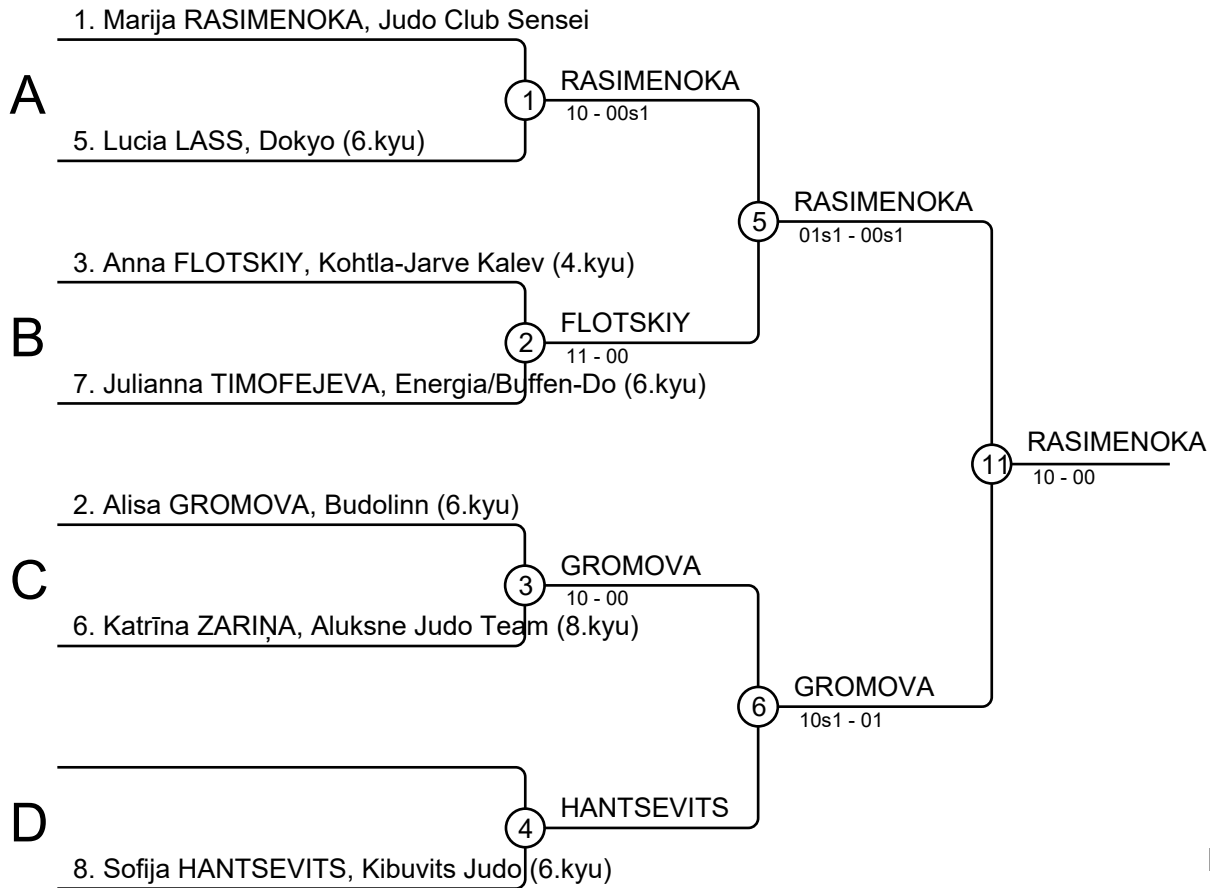 1. Marija RASIMENOKA, Judo Club Sensei
A
1
RASIMENOKA
10 - 00s1
5. Lucia LASS, Dokyo (6.kyu)
5
RASIMENOKA
01s1 - 00s1
3. Anna FLOTSKIY, Kohtla-Jarve Kalev (4.kyu)
B
2
FLOTSKIY
11 - 00
7. Julianna TIMOFEJEVA, Energia/Buffen-Do (6.kyu)
11
RASIMENOKA
10 - 00
2. Alisa GROMOVA, Budolinn (6.kyu)
C
3
GROMOVA
10 - 00
6. Katrīna ZARIŅA, Aluksne Judo Team (8.kyu)
6
GROMOVA
10s1 - 01
D
4
HANTSEVITS
8. Sofija HANTSEVITS, Kibuvits Judo (6.kyu)